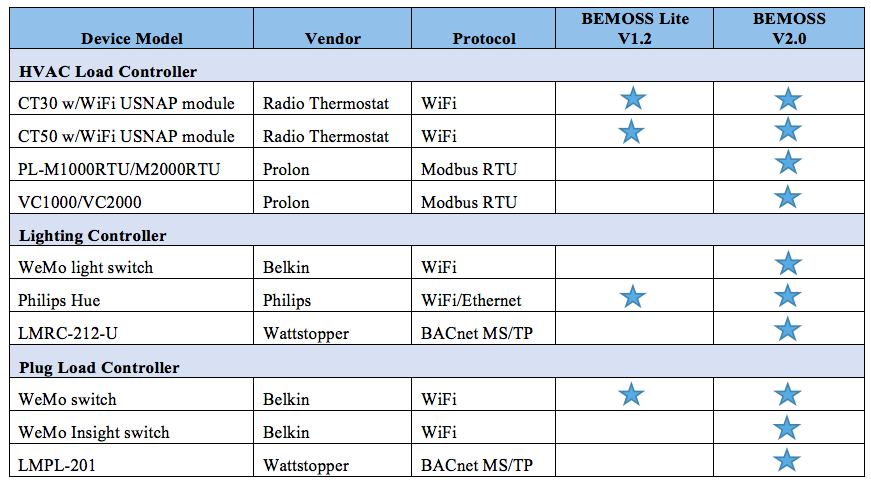 Device Model Vendor Protocol BEMOSS Lite V1.2 BEMOSS V2.0
HVAC Load Controller
CT30 w/WiFi USNAP module Radio Thermostat WiFi
CT50 w/WiFi USNAP module Radio Thermostat WiFi
PL-M1000RTU/M2000RTU Prolon Modbus RTU
VC1000/VC2000 Prolon Modbus RTU
Lighting Controller
WeMo light switch Belkin WiFi
Philips Hue Philips WiFi/Ethernet
LMRC-212-U Wattstopper BACnet MS/TP
Plug Load Controller
WeMo switch Belkin WiFi
WeMo Insight switch Belkin WiFi
LMPL-201 Wattstopper BACnet MS/TP